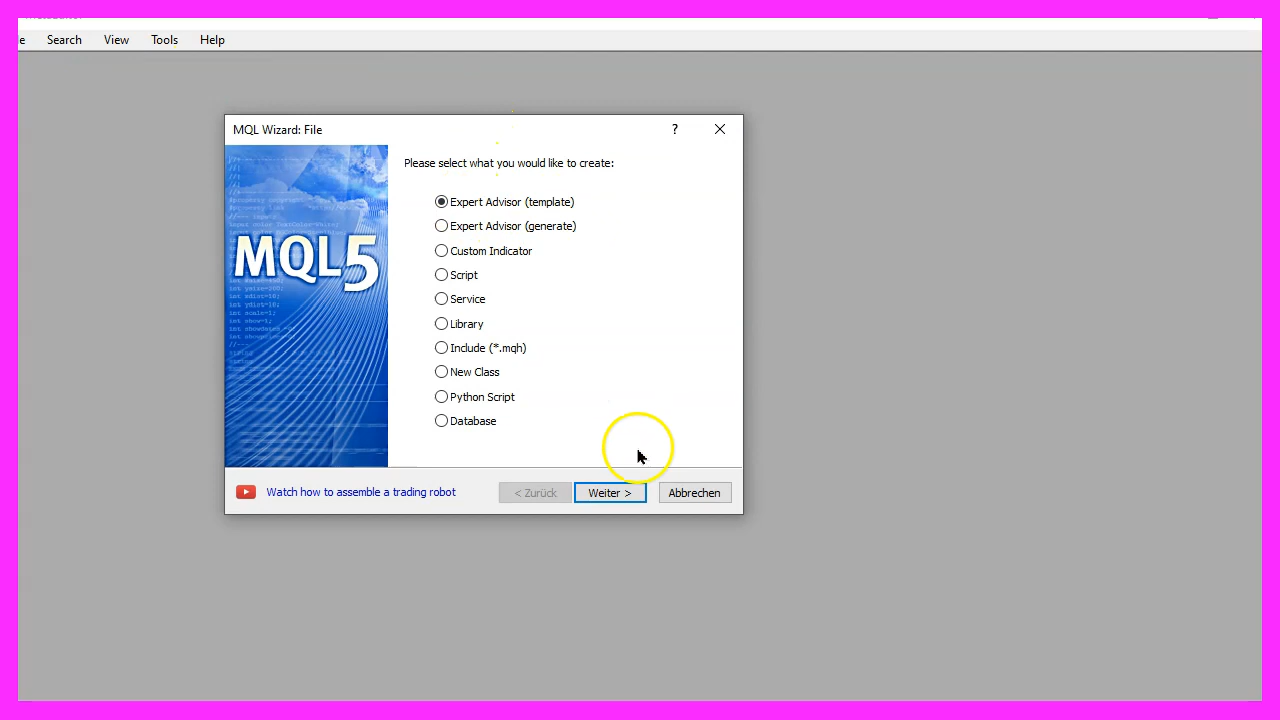 e Search View Tools Help
MQL Wizard: File
Please select what you would like to create:
MQL5
Expert Advisor (template)
Expert Advisor (generate)
Custom Indicator
Script
Service
Library
Include (*.mqh)
New Class
Python Script
Database
Watch how to assemble a trading robot
< Zurück
Weiter >
Abbrechen